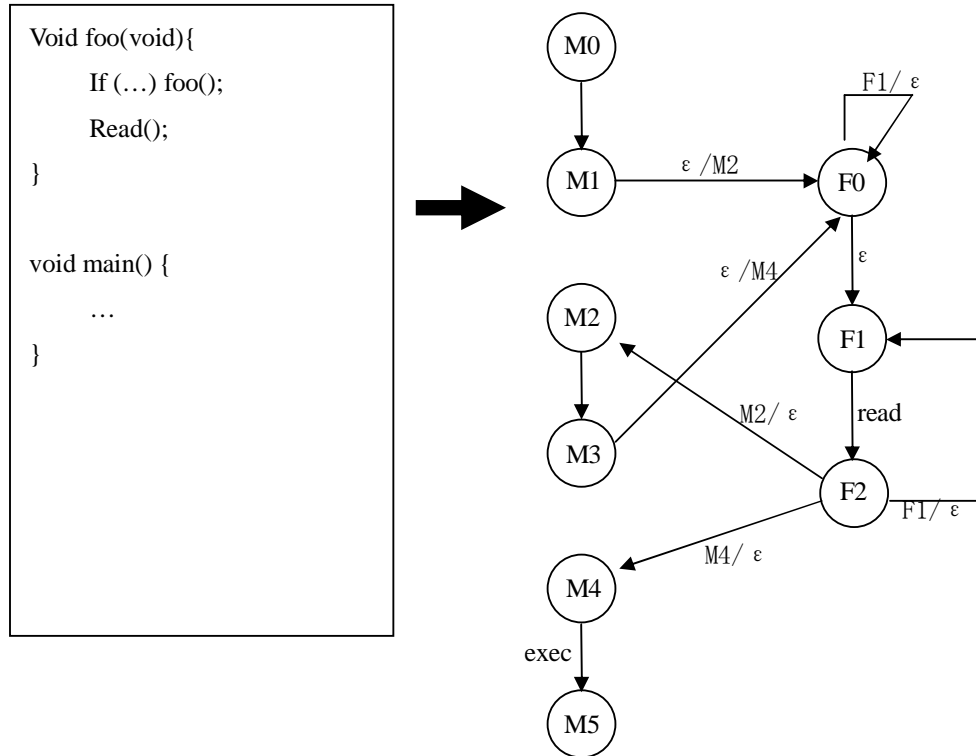 Void foo(void){
If (…) foo();
Read();
}
void main() {
…
}
M0
F1/ ε
M1
ε/M2
F0
ε/M4
ε
M2
F1
M2/ ε
read
M3
F2
F1/ ε
M4/ ε
M4
exec
M5